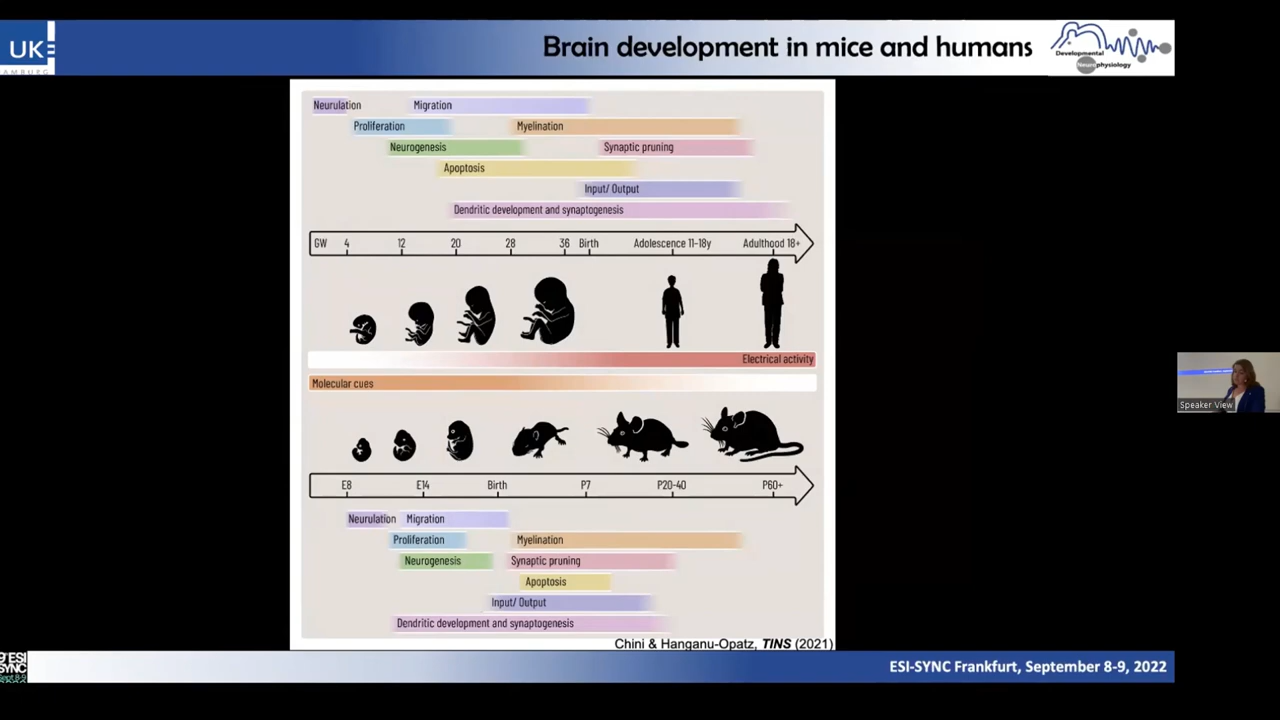 UKE
HAMBURG
Brain development in mice and humans
Developmental
Neurophysiology
Neurulation
Migration
Proliferation
Myelination
Neurogenesis
Synaptic pruning
Apoptosis
Input/ Output
Dendritic development and synaptogenesis
GW 4 12 20 28 36 Birth Adolescence 11-18y Adulthood 18+
Electrical activity
Molecular cues
E8 E14 Birth P7 P20-40 P60+
Neurulation Migration
Proliferation Myelination
Neurogenesis Synaptic pruning
Apoptosis
Input/ Output
Dendritic development and synaptogenesis
Chini & Hanganu-Opatz, TINS (2021)
Speaker View
ESI
SYNC
ESI-SYNC Frankfurt, September 8-9, 2022